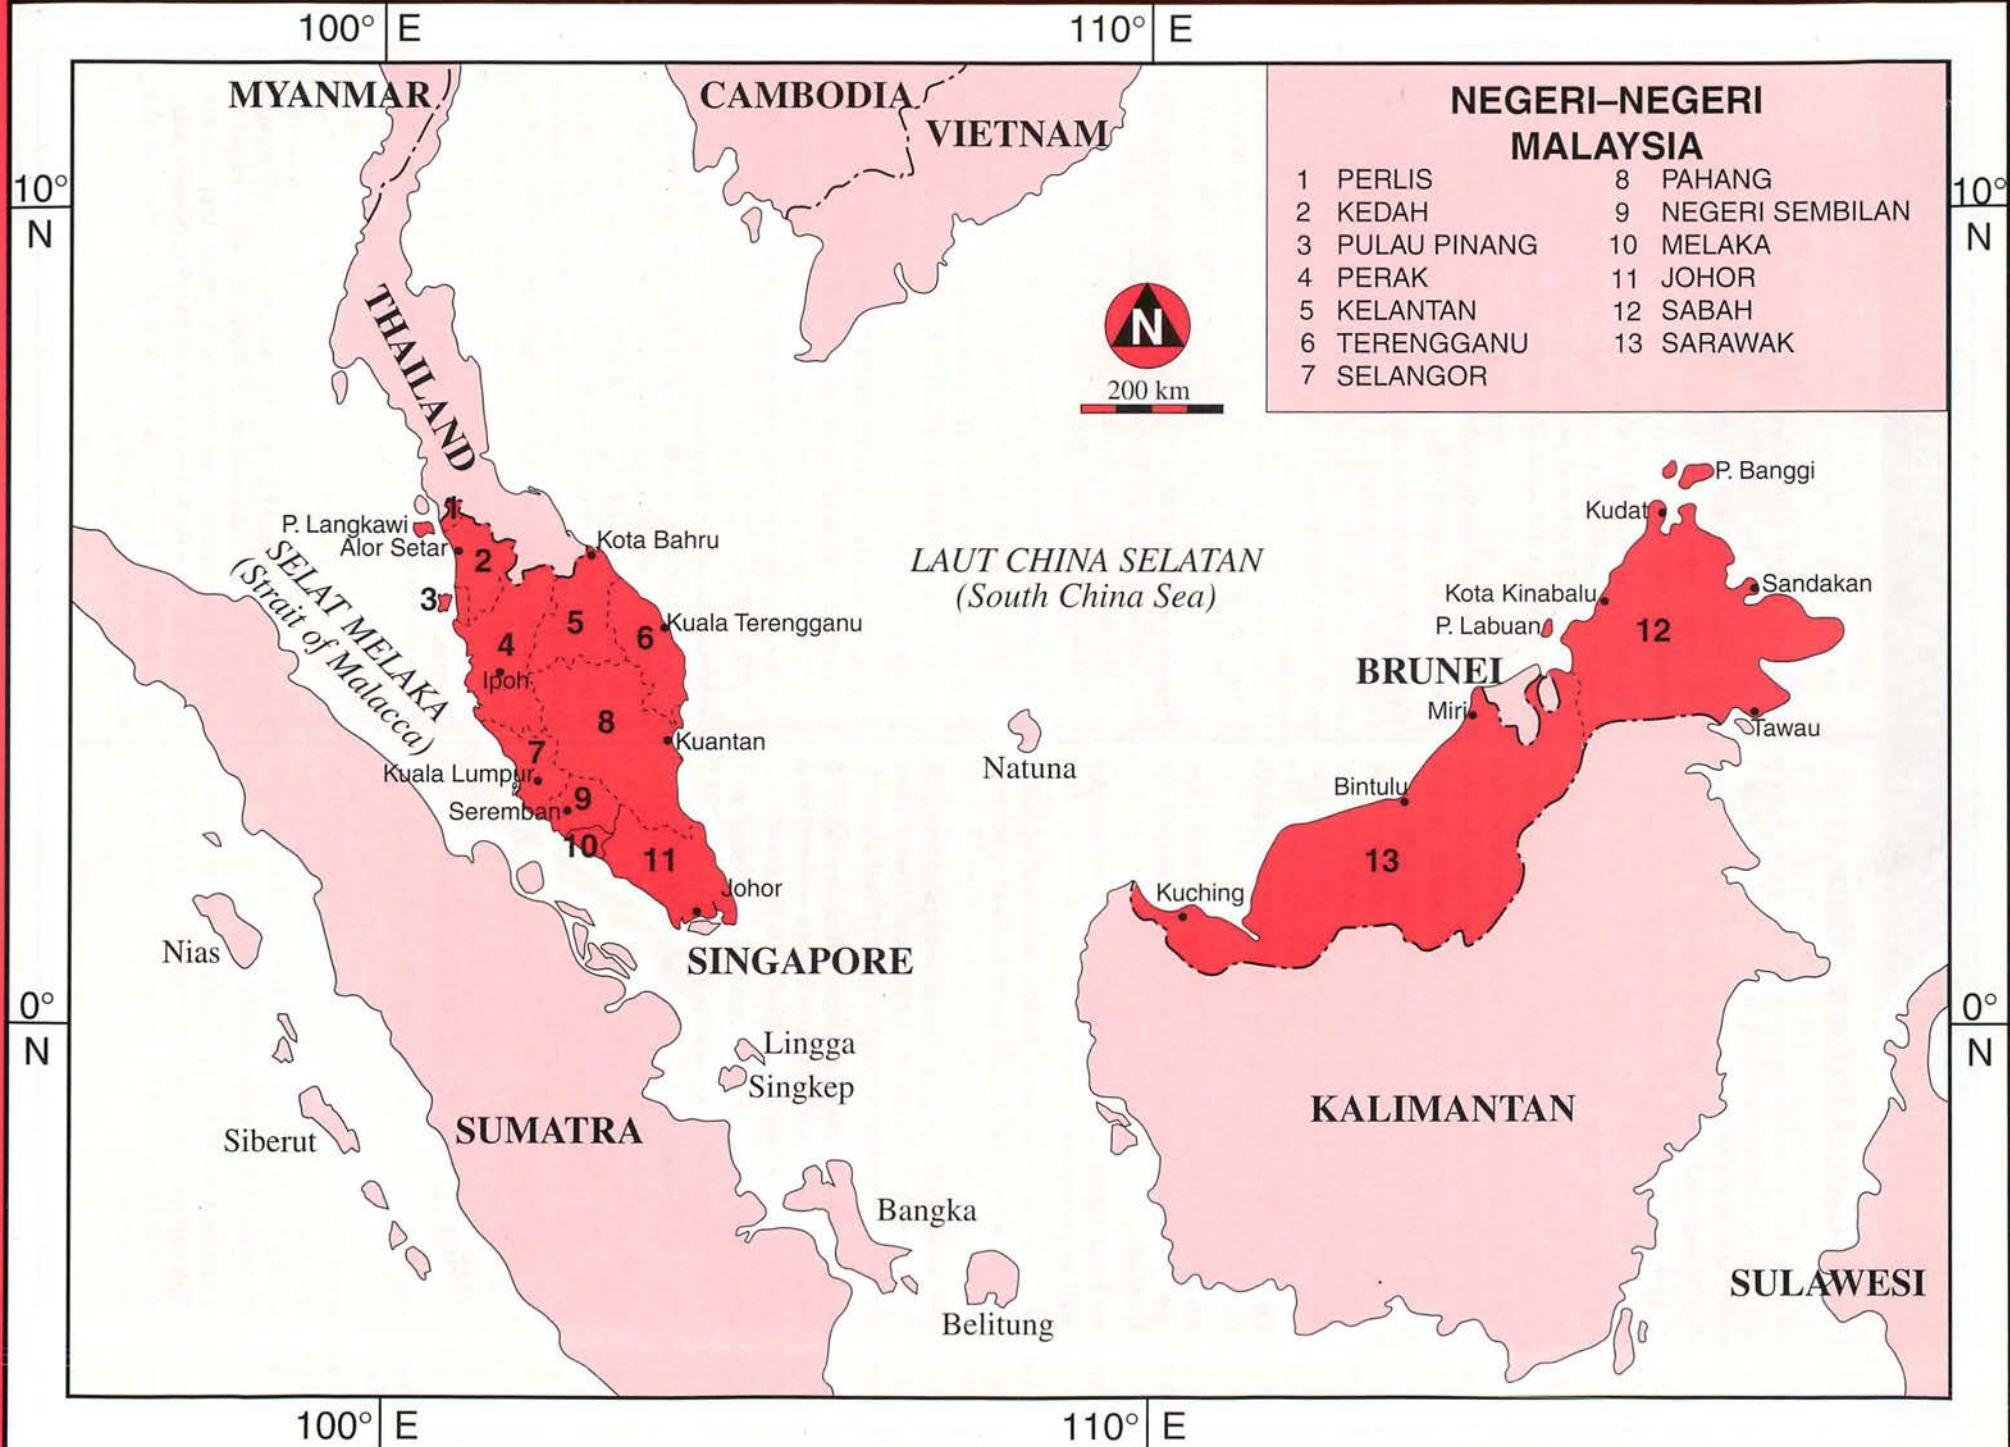 100° E
110° E
MYANMAR
CAMBODIA
VIETNAM
NEGERI–NEGERI
MALAYSIA
1 PERLIS
2 KEDAH
3 PULAU PINANG
4 PERAK
5 KELANTAN
6 TERENGGANU
7 SELANGOR
8 PAHANG
9 NEGERI SEMBILAN
10 MELAKA
11 JOHOR
12 SABAH
13 SARAWAK
10°
N
10°
N
N
200 km
THAILAND
P. Banggi
Kudat
1
P. Langkawi
Alor Setar
2
Kota Bahru
SELAT MELAKA
(Strait of Malacca)
LAUT CHINA SELATAN
(South China Sea)
3
Kota Kinabalu
Sandakan
5
Kuala Terengganu
6
4
P. Labuan
12
Ipoh
BRUNEI
8
Miri
Kuantan
Tawau
7
Natuna
Kuala Lumpur
Bintulu
9
Seremban
10
11
13
Johor
Kuching
Nias
SINGAPORE
0°
N
0°
N
Lingga
Singkep
Siberut
SUMATRA
KALIMANTAN
Bangka
SULAWESI
Belitung
100° E
110° E